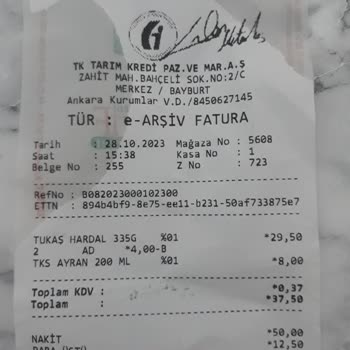 TK TARIM KREDİ PAZ.VE MAR.A.Ş
ZAHİT MAH.BAHÇELİ SOK.NO:2/C
MERKEZ / BAYBURT
Ankara Kurumlar V.D./8450627145
TÜR : e-ARŞİV FATURA
Tarih : 28.10.2023 Mağaza No : 5608
Saat : 15:38 Kasa No : 1
Belge No : 255 Z No : 723
RefNo : B082023000102300
ETTN : 894b4bf9-8e75-ee11-b231-50af733875e7
TUKAŞ HARDAL 335G %01 *29,50
2 AD *4,00-B
TKS AYRAN 200 ML %01 *8,00
Toplam KDV : *0,37
Toplam : *37,50
NAKİT *50,00
*12,50